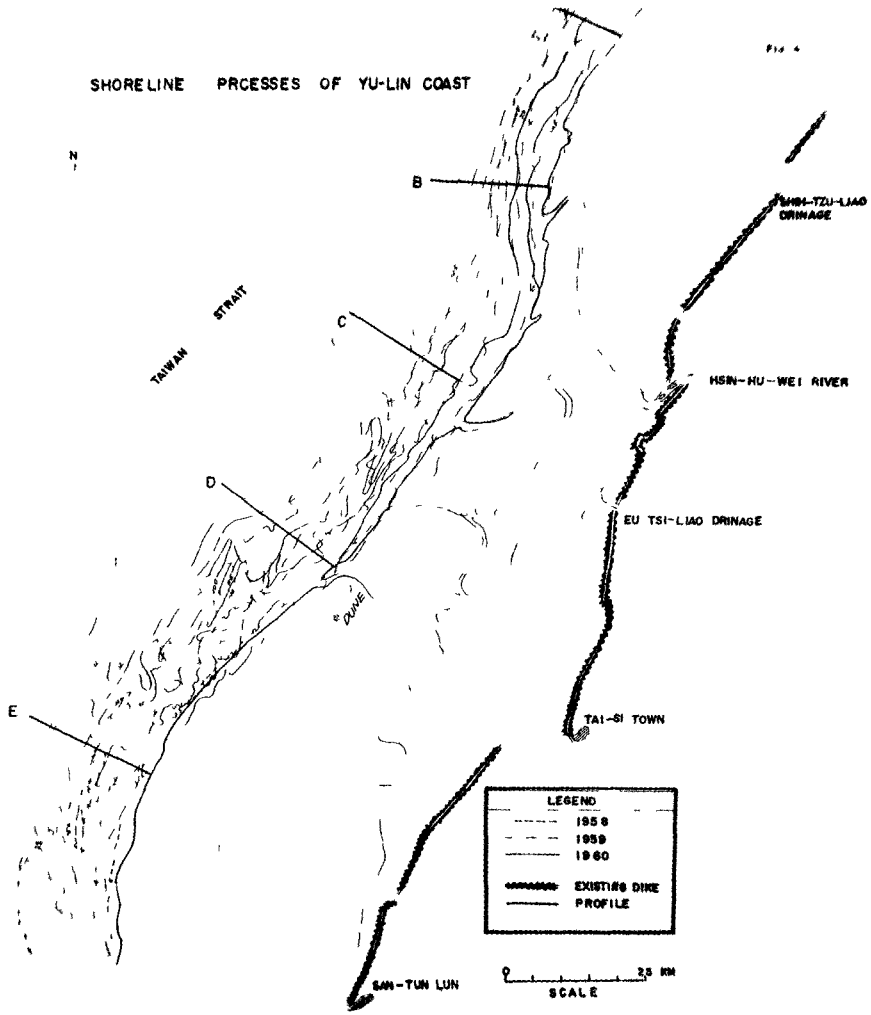 FIG 4
SHORELINE PRCESSES OF YU-LIN COAST
N
B
SHIH-TZU-LIAO
DRINAGE
TAIWAN STRAIT
C
HSIN-HU-WEI RIVER
D
EU TSI-LIAO DRINAGE
DUNE
E
TAI-SI TOWN
LEGEND
1958
1959
1960
EXISTING DIKE
PROFILE
SAN-TUN LUN
0 2.5 KM
SCALE